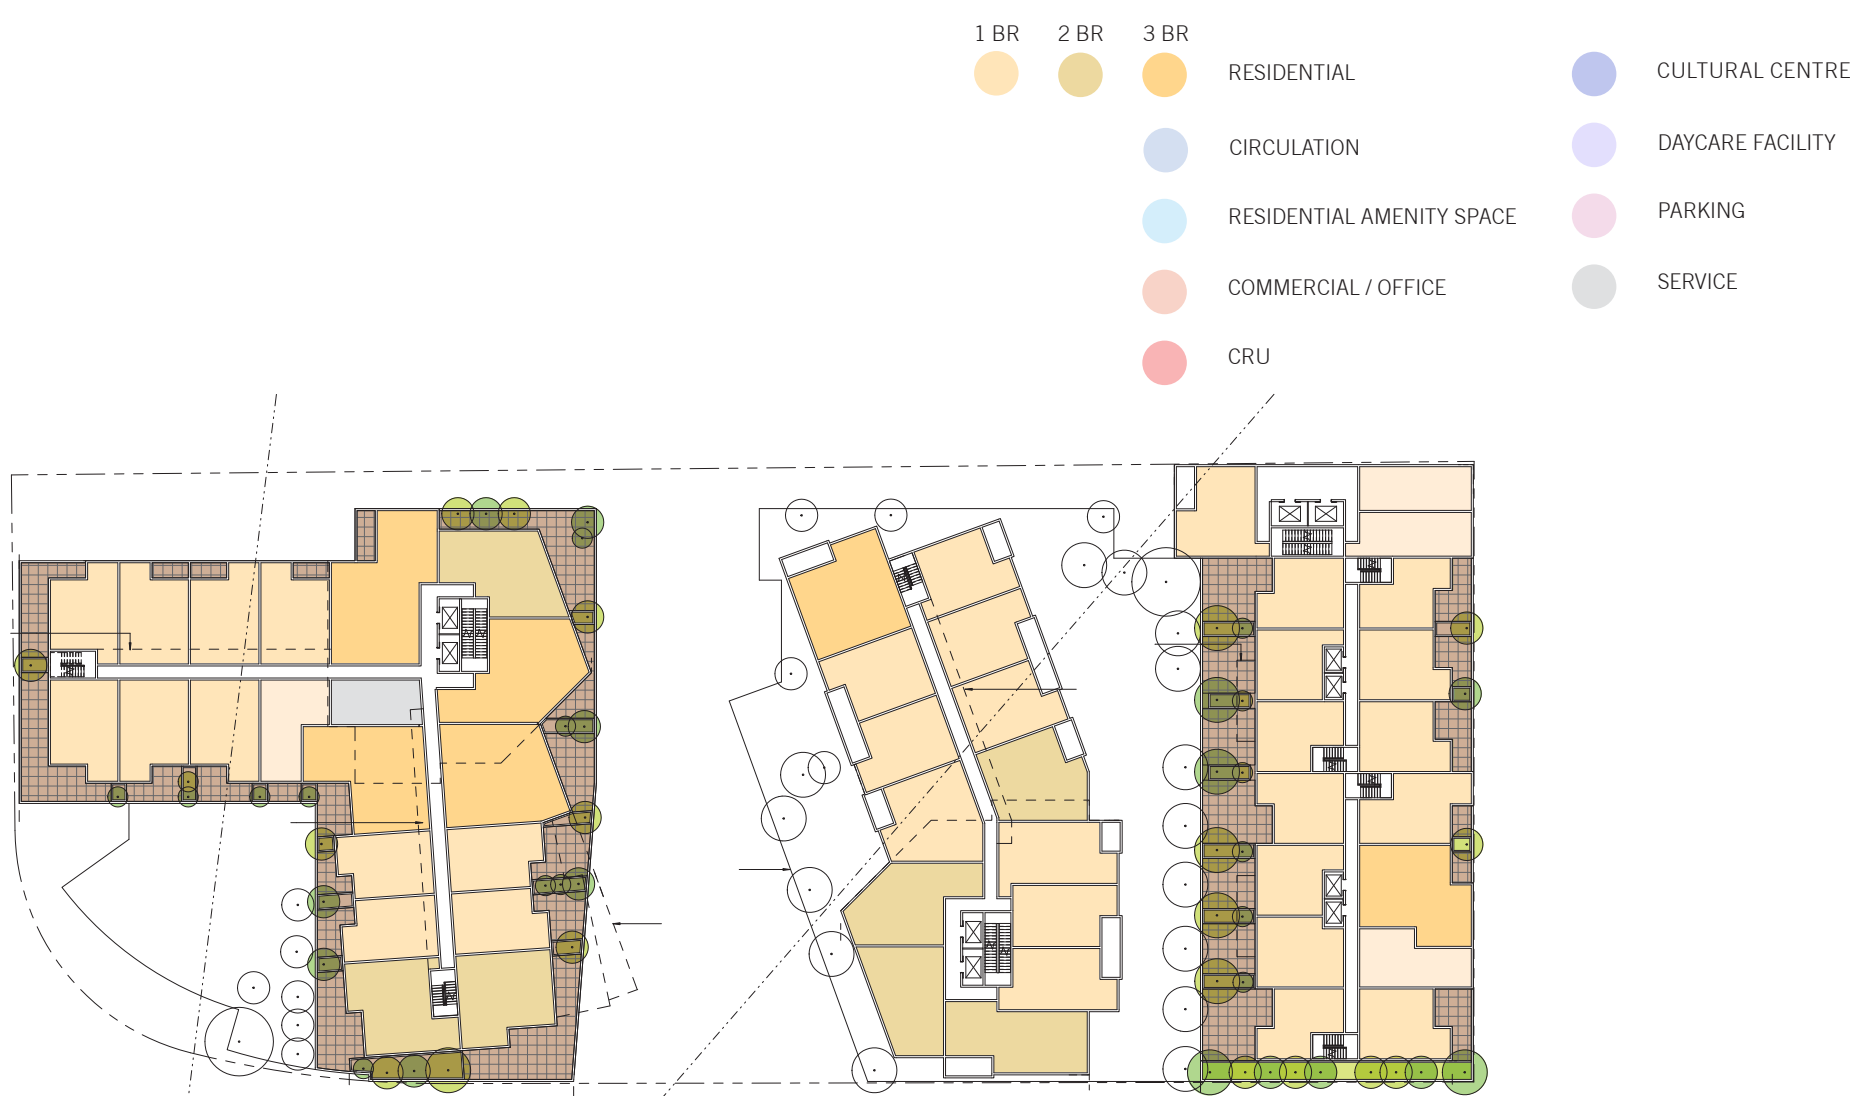 1 BR 2 BR 3 BR
RESIDENTIAL
CIRCULATION
RESIDENTIAL AMENITY SPACE
COMMERCIAL / OFFICE
CRU
CULTURAL CENTRE
DAYCARE FACILITY
PARKING
SERVICE